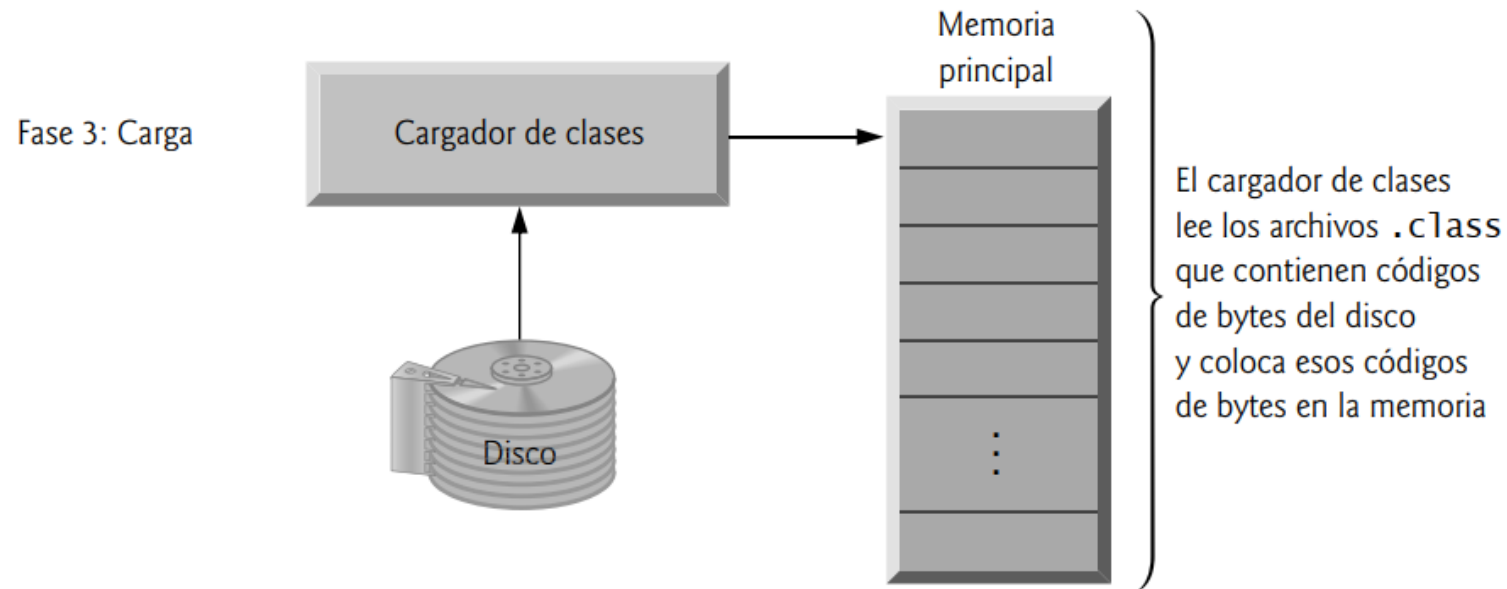 Fase 3: Carga
Cargador de clases
Disco
Memoria
principal
El cargador de clases
lee los archivos .class
que contienen códigos
de bytes del disco
y coloca esos códigos
de bytes en la memoria